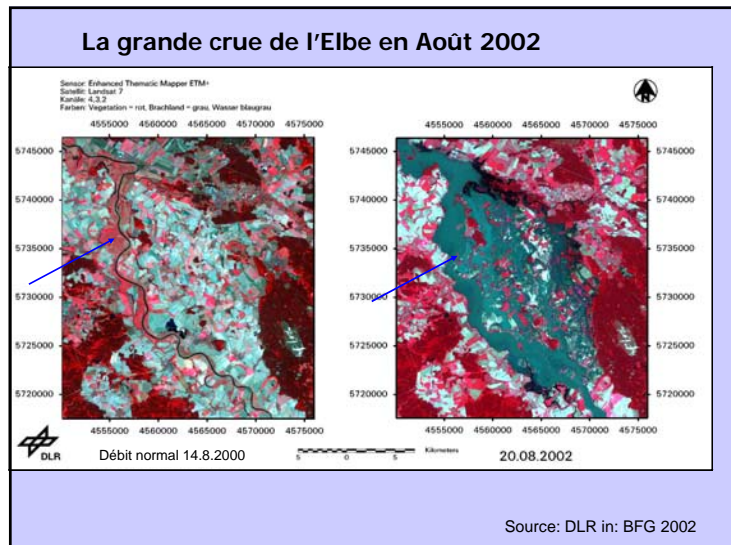 La grande crue de l'Elbe en Août 2002
Sensor: Enhanced Thematic Mapper ETM+
Satellit: Landsat 7
Kanäle: 4,3,2
Farben: Vegetation = rot, Brachland = grau, Wasser blaugrau
N
4555000 4560000 4565000 4570000 4575000
4555000 4560000 4565000 4570000 4575000
5745000
5740000
5735000
5730000
5725000
5720000
5745000
5740000
5735000
5730000
5725000
5720000
4555000 4560000 4565000 4570000 4575000
4555000 4560000 4565000 4570000 4575000
DLR
Débit normal 14.8.2000
5 0 5 Kilometers
20.08.2002
Source: DLR in: BFG 2002